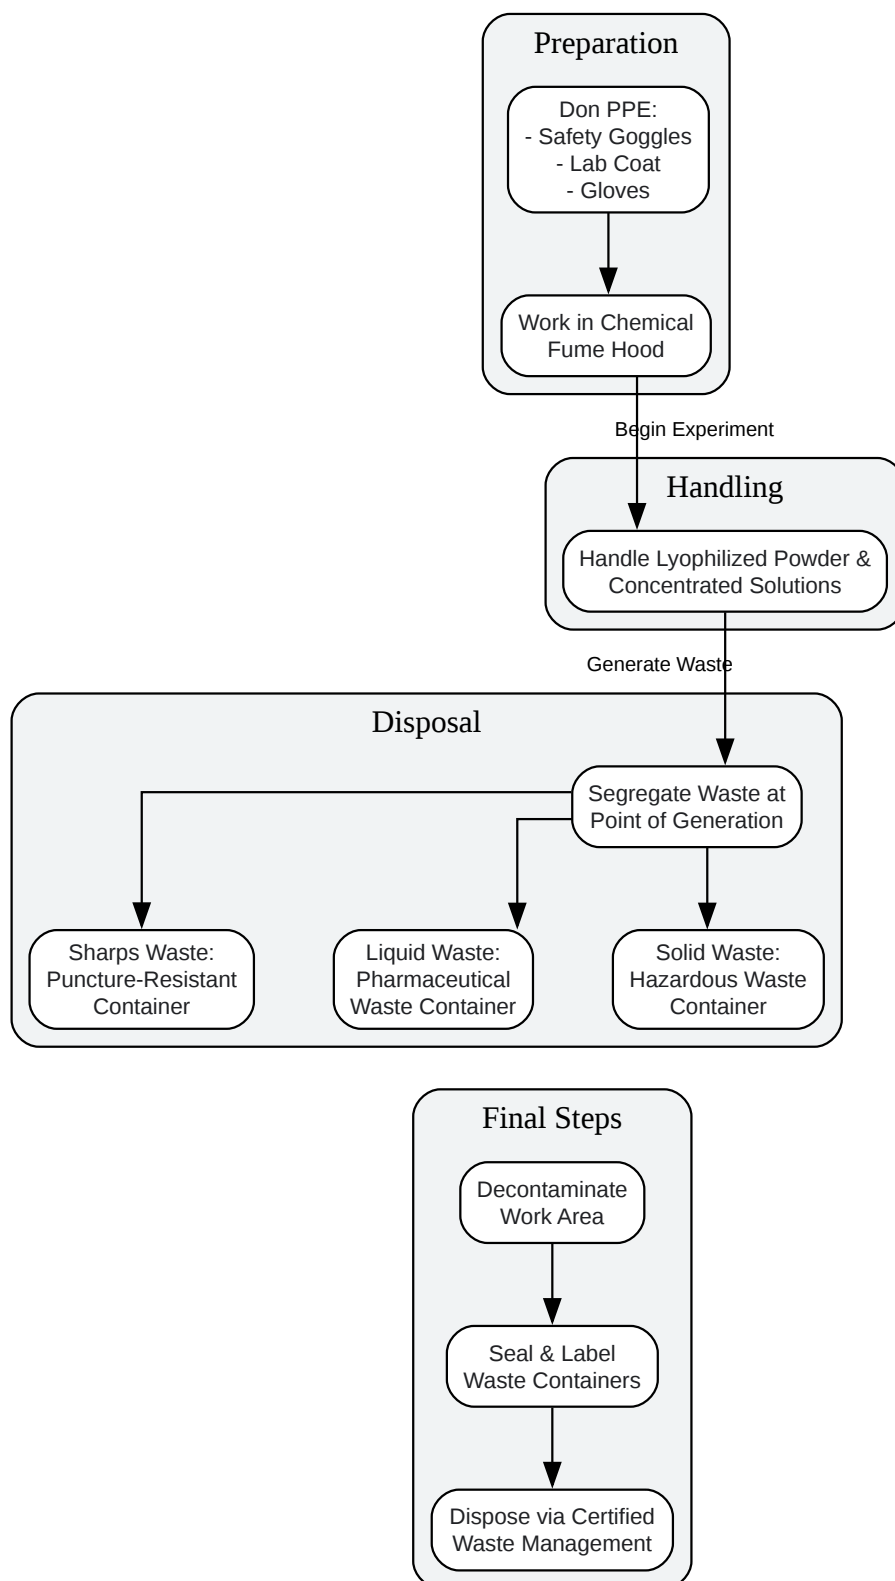 Preparation
Don PPE:
- Safety Goggles
- Lab Coat
- Gloves
Work in Chemical
Fume Hood
Begin Experiment
Handling
Handle Lyophilized Powder &
Concentrated Solutions
Generate Waste
Disposal
Segregate Waste at
Point of Generation
Sharps Waste:
Puncture-Resistant
Container
Liquid Waste:
Pharmaceutical
Waste Container
Solid Waste:
Hazardous Waste
Container
Final Steps
Decontaminate
Work Area
Seal & Label
Waste Containers
Dispose via Certified
Waste Management